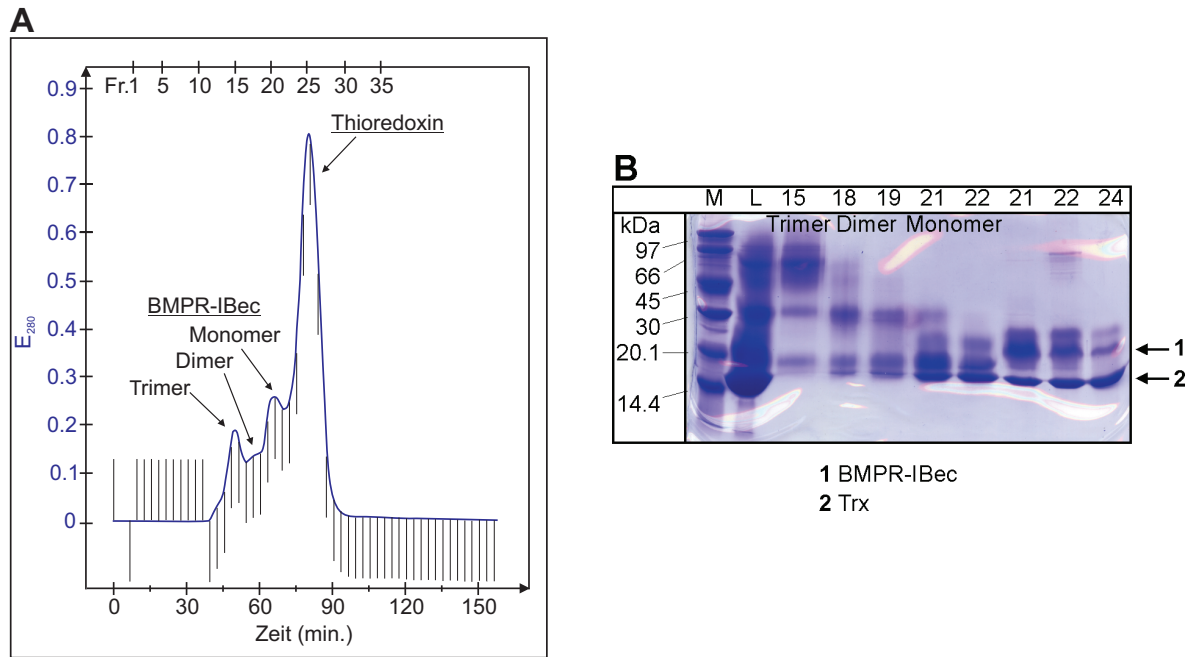 A
Fr.1 5 10 15 20 25 30 35
0.9
0.8
0.7
0.6
0.5
0.4
0.3
0.2
0.1
0
E280
Thioredoxin
BMPR-IBec
Monomer
Dimer
Trimer
0 30 60 90 120 150
Zeit (min.)
B
M L 15 18 19 21 22 21 22 24
kDa
Trimer Dimer Monomer
97
66
45
30
20.1
14.4
1
2
1 BMPR-IBec
2 Trx